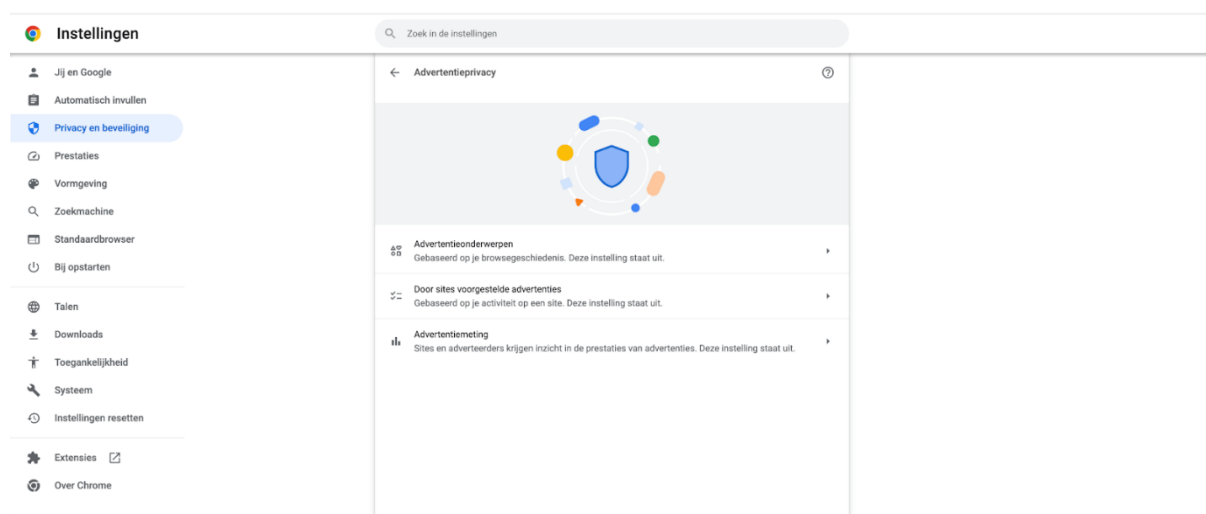 Instellingen
Zoek in de instellingen
Jij en Google
Automatisch invullen
Privacy en beveiliging
Prestaties
Vormgeving
Zoekmachine
Standaardbrowser
Bij opstarten
Talen
Downloads
Toegankelijkheid
Systeem
Instellingen resetten
Extensies
Over Chrome
Advertentieprivacy
Advertentieonderwerpen
Gebaseerd op je browsegeschiedenis. Deze instelling staat uit.
Door sites voorgestelde advertenties
Gebaseerd op je activiteit op een site. Deze instelling staat uit.
Advertentiemeting
Sites en adverteerders krijgen inzicht in de prestaties van advertenties. Deze instelling staat uit.